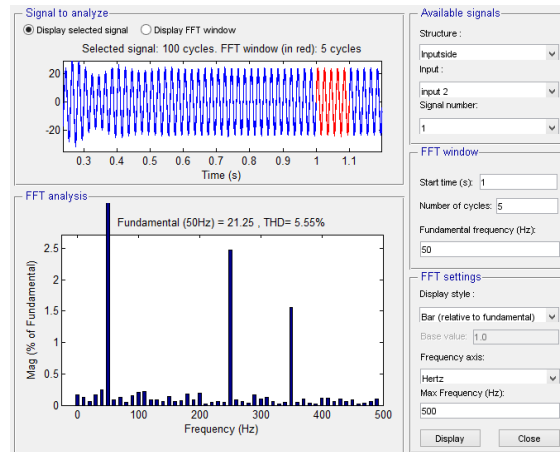 Signal to analyze
Display selected signal Display FFT window
Selected signal: 100 cycles. FFT window (in red): 5 cycles
20
0
-20
0.3 0.4 0.5 0.6 0.7 0.8 0.9 1 1.1
Time (s)
FFT analysis
Fundamental (50Hz) = 21.25 , THD= 5.55%
Mag (% of Fundamental)
2.5
2
1.5
1
0.5
0
0 100 200 300 400 500
Frequency (Hz)
Available signals
Structure :
Inputside
Input :
input 2
Signal number:
1
FFT window
Start time (s): 1
Number of cycles: 5
Fundamental frequency (Hz):
50
FFT settings
Display style :
Bar (relative to fundamental)
Base value: 1.0
Frequency axis:
Hertz
Max Frequency (Hz):
500
Display Close